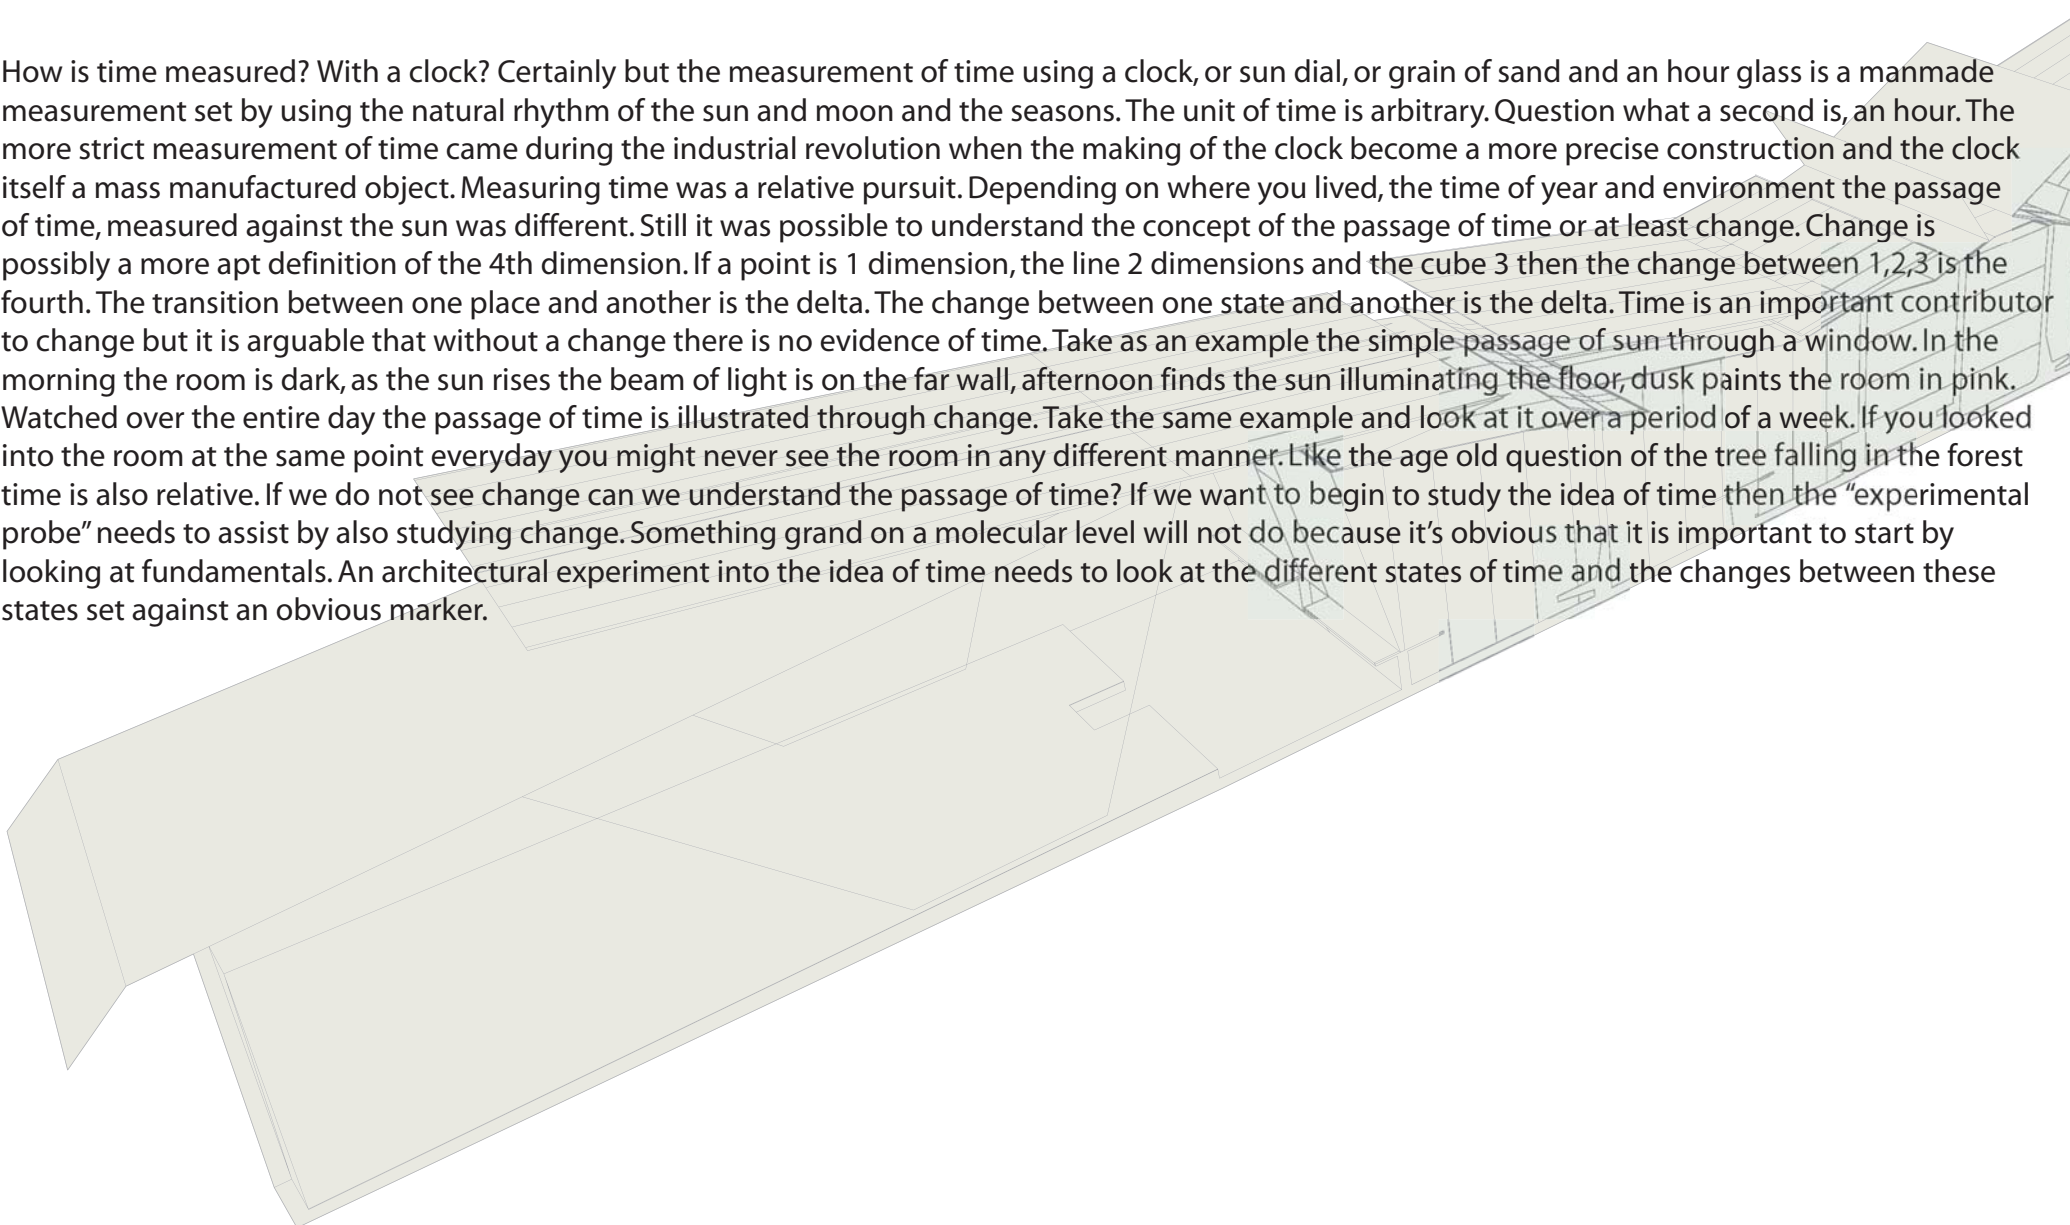 How is time measured? With a clock? Certainly but the measurement of time using a clock, or sun dial, or grain of sand and an hour glass is a manmade
measurement set by using the natural rhythm of the sun and moon and the seasons. The unit of time is arbitrary. Question what a second is, an hour. The
more strict measurement of time came during the industrial revolution when the making of the clock become a more precise construction and the clock
itself a mass manufactured object. Measuring time was a relative pursuit. Depending on where you lived, the time of year and environment the passage
of time, measured against the sun was different. Still it was possible to understand the concept of the passage of time or at least change. Change is
possibly a more apt definition of the 4th dimension. If a point is 1 dimension, the line 2 dimensions and the cube 3 then the change between 1,2,3 is the
fourth. The transition between one place and another is the delta. The change between one state and another is the delta. Time is an important contributor
to change but it is arguable that without a change there is no evidence of time. Take as an example the simple passage of sun through a window. In the
morning the room is dark, as the sun rises the beam of light is on the far wall, afternoon finds the sun illuminating the floor, dusk paints the room in pink.
Watched over the entire day the passage of time is illustrated through change. Take the same example and look at it over a period of a week. If you looked
into the room at the same point everyday you might never see the room in any different manner. Like the age old question of the tree falling in the forest
time is also relative. If we do not see change can we understand the passage of time? If we want to begin to study the idea of time then the “experimental
probe” needs to assist by also studying change. Something grand on a molecular level will not do because it’s obvious that it is important to start by
looking at fundamentals. An architectural experiment into the idea of time needs to look at the different states of time and the changes between these
states set against an obvious marker.